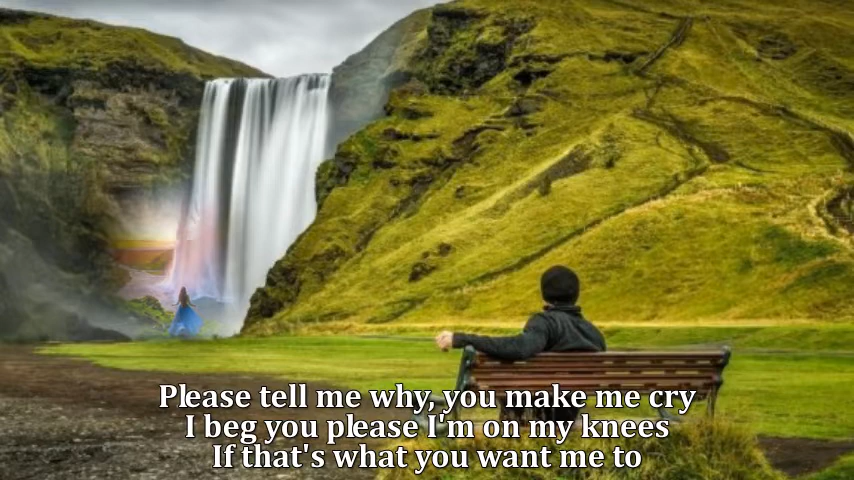 Please tell me why, you make me cry
I beg you please I'm on my knees
If that's what you want me to